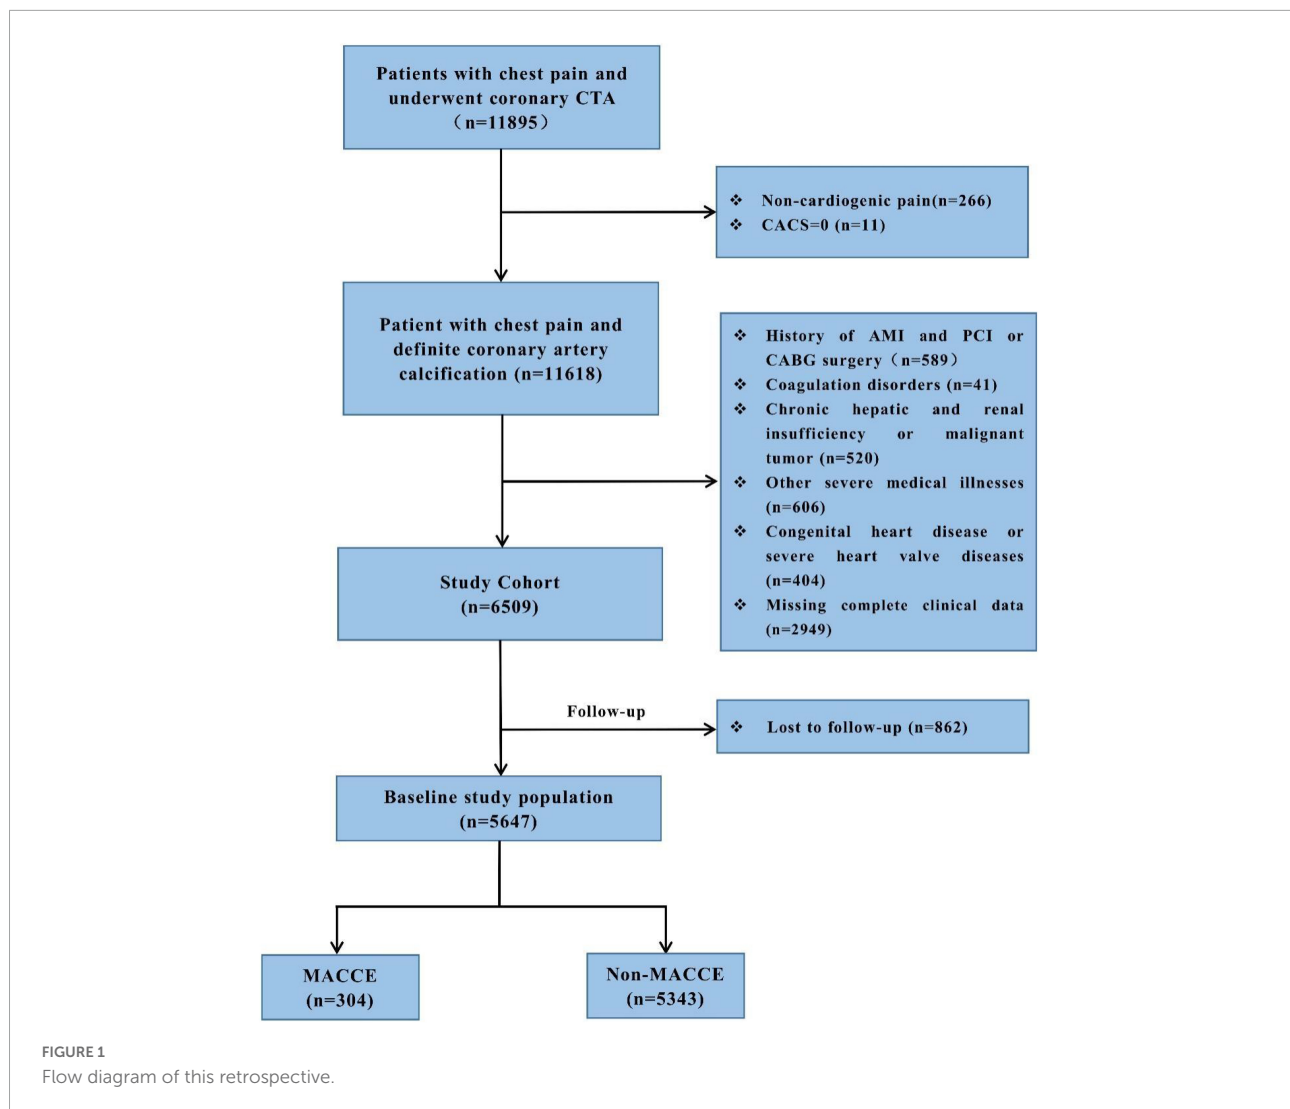 Patients with chest pain and
underwent coronary CTA
（n=11895）
❖ Non-cardiogenic pain(n=266)
❖ CACS=0 (n=11)
Patient with chest pain and
definite coronary artery
calcification (n=11618)
❖ History of AMI and PCI or
CABG surgery（n=589）
❖ Coagulation disorders (n=41)
❖ Chronic hepatic and renal
insufficiency or malignant
tumor (n=520)
❖ Other severe medical illnesses
(n=606)
❖ Congenital heart disease or
severe heart valve diseases
(n=404)
❖ Missing complete clinical data
(n=2949)
Study Cohort
(n=6509)
Follow-up
❖ Lost to follow-up (n=862)
Baseline study population
(n=5647)
MACCE
(n=304)
Non-MACCE
(n=5343)
FIGURE 1
Flow diagram of this retrospective.